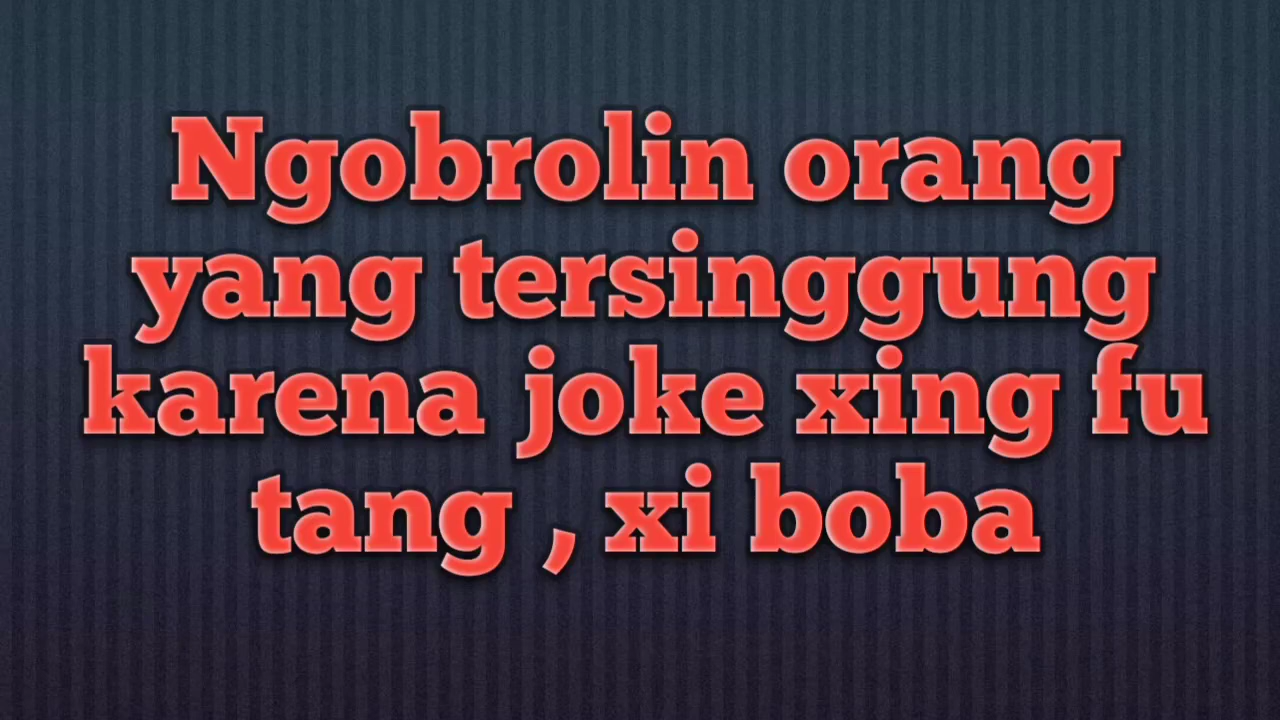 Ngobrolin orang
yang tersinggung
karena joke xing fu
tang , xi boba